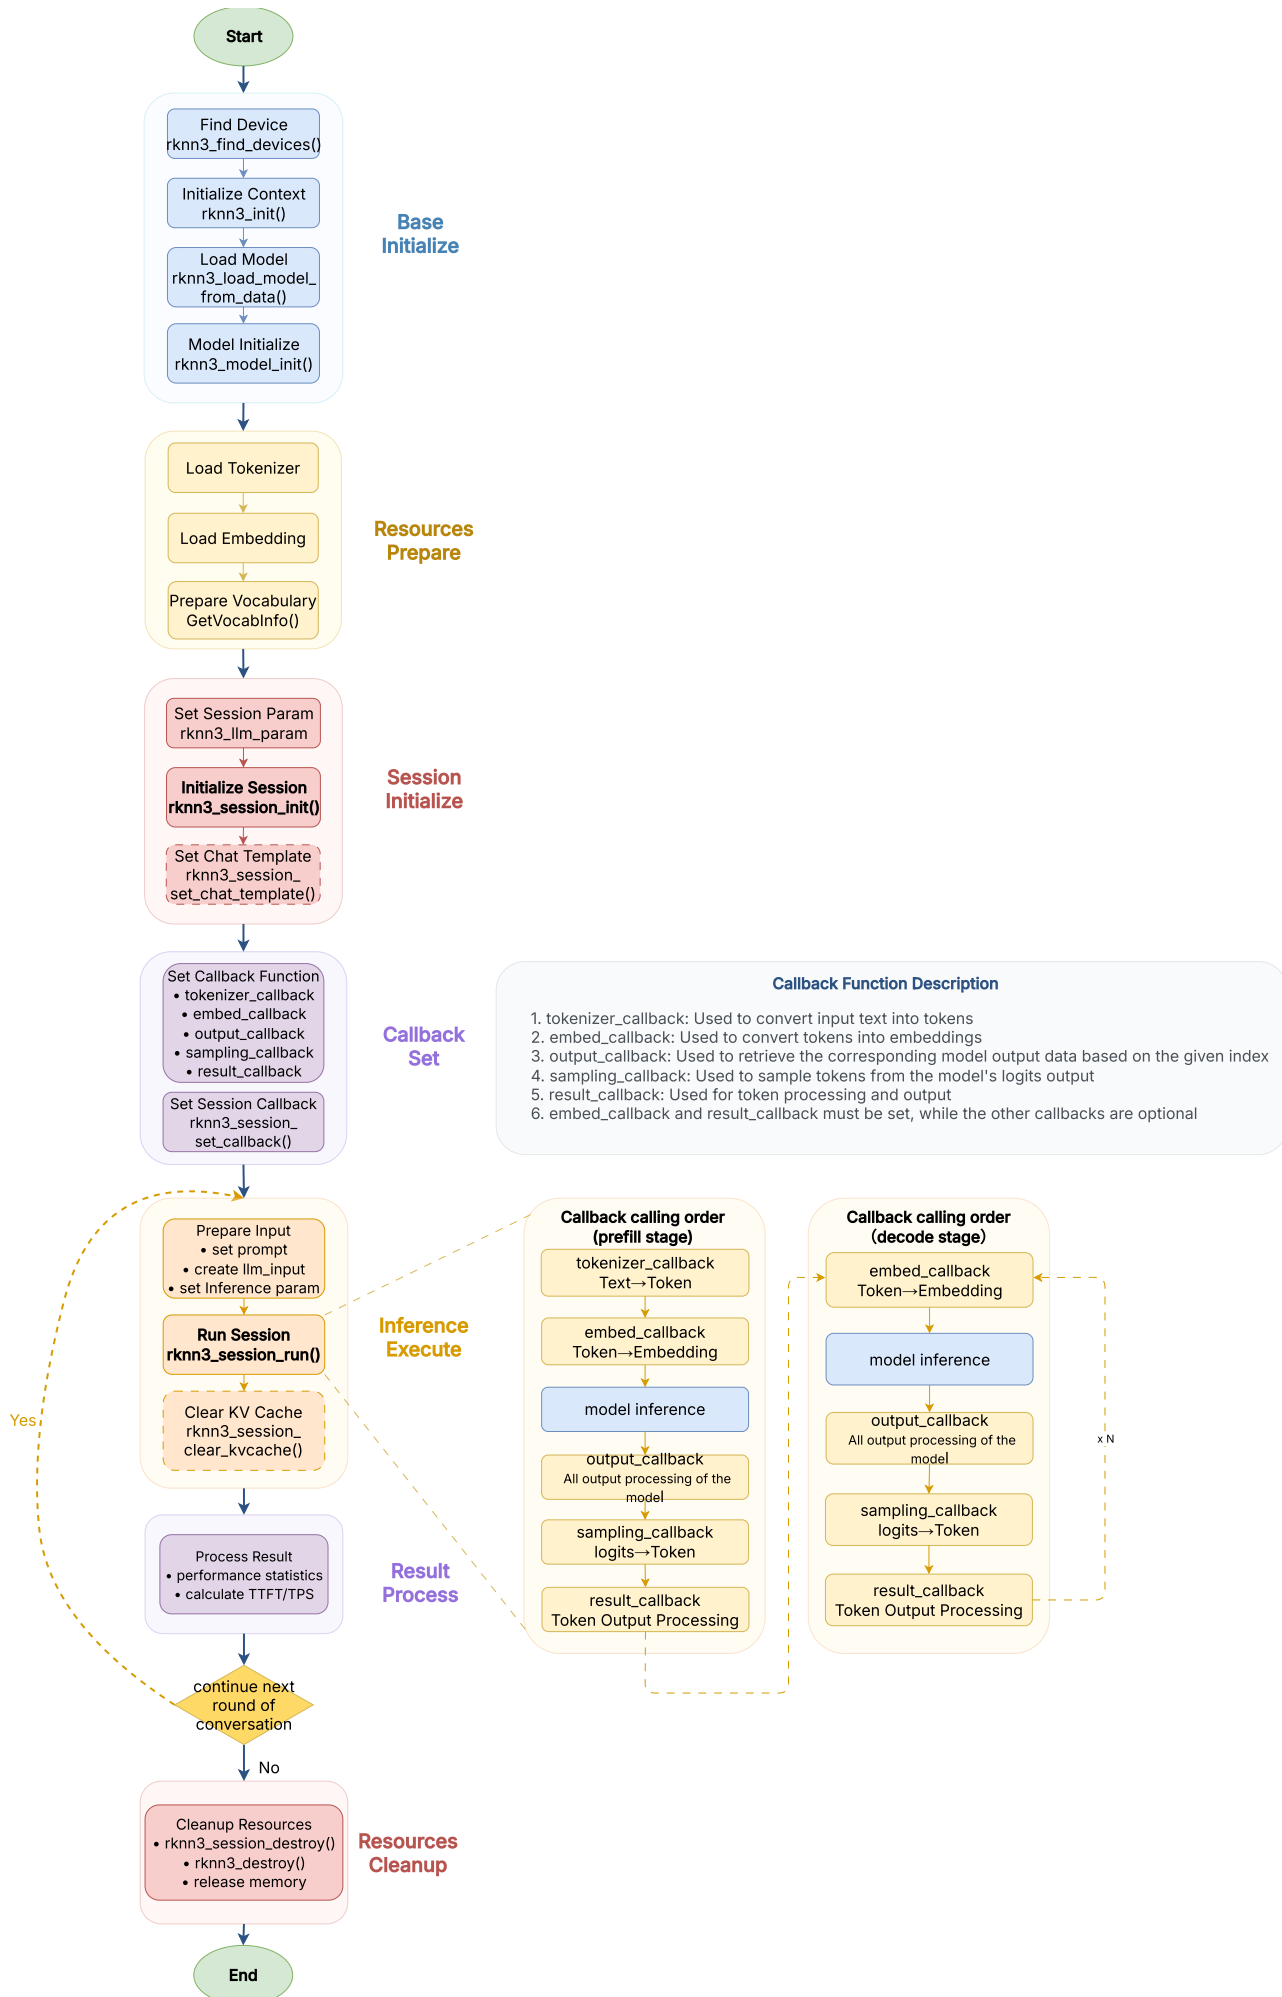 Start
Find Device
rknn3_find_devices()
Initialize Context
rknn3_init()
Load Model
rknn3_load_model_
from_data()
Model Initialize
rknn3_model_init()
Base
Initialize
Load Tokenizer
Load Embedding
Prepare Vocabulary
GetVocabInfo()
Resources
Prepare
Set Session Param
rknn3_llm_param
Initialize Session
rknn3_session_init()
Set Chat Template
rknn3_session_
set_chat_template()
Session
Initialize
Set Callback Function
• tokenizer_callback
• embed_callback
• output_callback
• sampling_callback
• result_callback
Set Session Callback
rknn3_session_
set_callback()
Callback
Set
Callback Function Description
1. tokenizer_callback: Used to convert input text into tokens
2. embed_callback: Used to convert tokens into embeddings
3. output_callback: Used to retrieve the corresponding model output data based on the given index
4. sampling_callback: Used to sample tokens from the model's logits output
5. result_callback: Used for token processing and output
6. embed_callback and result_callback must be set, while the other callbacks are optional
Prepare Input
• set prompt
• create llm_input
• set Inference param
Run Session
rknn3_session_run()
Clear KV Cache
rknn3_session_
clear_kvcache()
Inference
Execute
Yes
Callback calling order
(prefill stage)
tokenizer_callback
Text→Token
embed_callback
Token→Embedding
model inference
output_callback
All output processing of the
model
sampling_callback
logits→Token
result_callback
Token Output Processing
Callback calling order
（decode stage）
embed_callback
Token→Embedding
model inference
output_callback
All output processing of the
model
sampling_callback
logits→Token
result_callback
Token Output Processing
x N
Process Result
• performance statistics
• calculate TTFT/TPS
Result
Process
continue next
round of
conversation
No
Cleanup Resources
• rknn3_session_destroy()
• rknn3_destroy()
• release memory
Resources
Cleanup
End